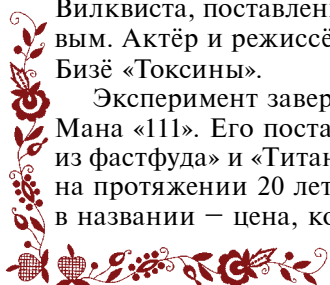 Вилквиста, поставлен
вым. Актёр и режиссё
Бизё «Токсины».
Эксперимент завер
Мана «111». Его поста
из фастфуда» и «Титан
на протяжении 20 лет
в названии — цена, ко